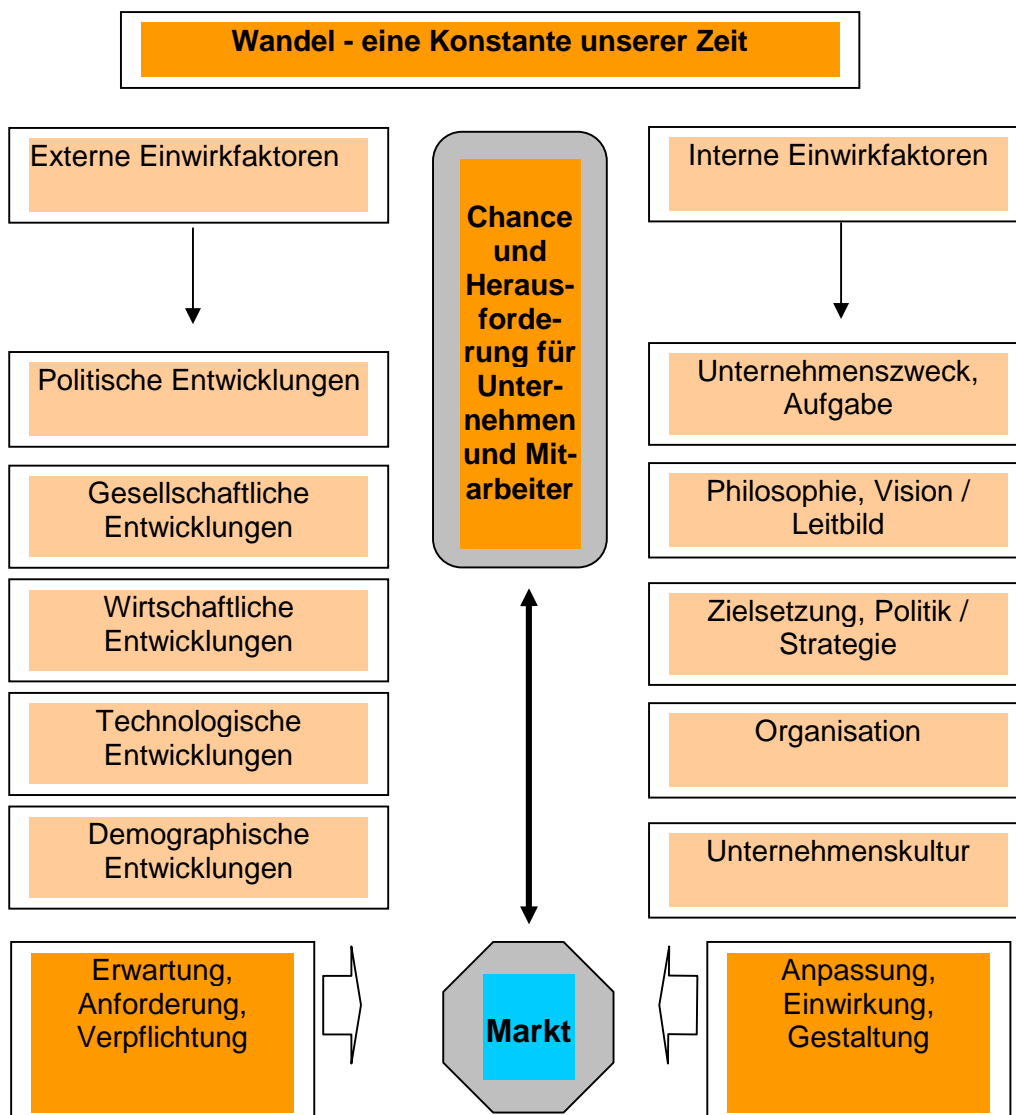 Wandel - eine Konstante unserer Zeit
Externe Einwirkfaktoren
Politische Entwicklungen
Gesellschaftliche
Entwicklungen
Wirtschaftliche
Entwicklungen
Technologische
Entwicklungen
Demographische
Entwicklungen
Erwartung,
Anforderung,
Verpflichtung
Chance
und
Heraus-
forde-
rung für
Unter-
nehmen
und Mit-
arbeiter
Markt
Interne Einwirkfaktoren
Unternehmenszweck,
Aufgabe
Philosophie, Vision /
Leitbild
Zielsetzung, Politik /
Strategie
Organisation
Unternehmenskultur
Anpassung,
Einwirkung,
Gestaltung